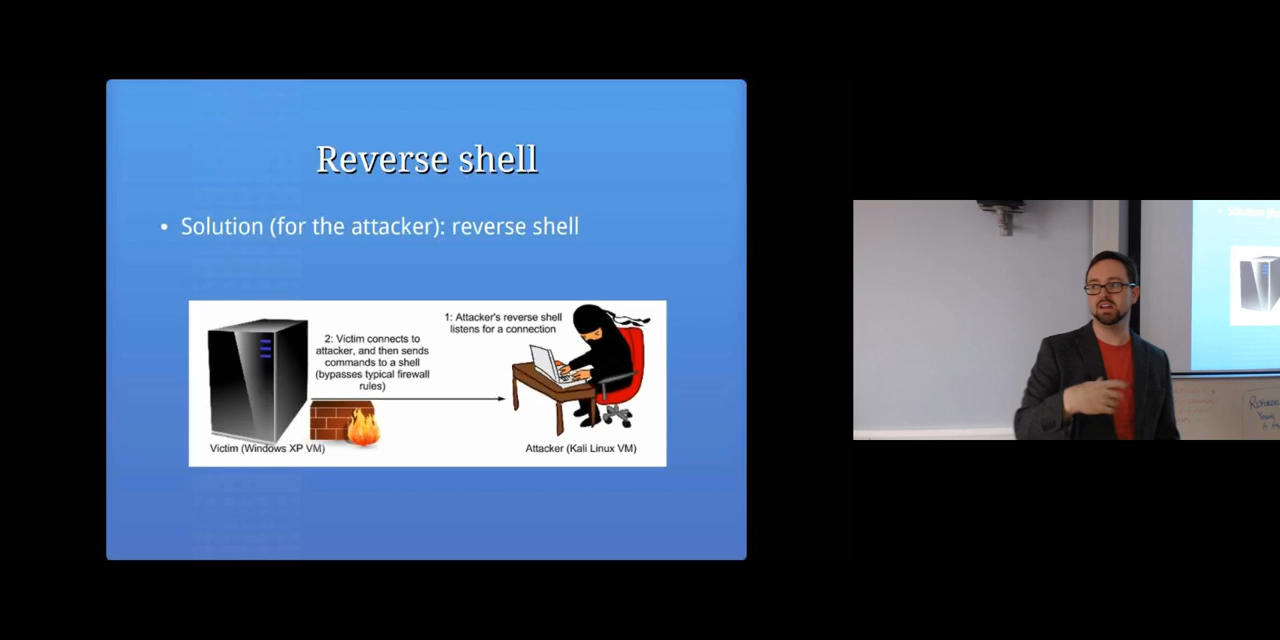 Reverse shell
• Solution (for the attacker): reverse shell
1: Attacker's reverse shell
listens for a connection
2: Victim connects to
attacker, and then sends
commands to a shell
(bypasses typical firewall
rules)
Victim (Windows XP VM)
Attacker (Kali Linux VM)